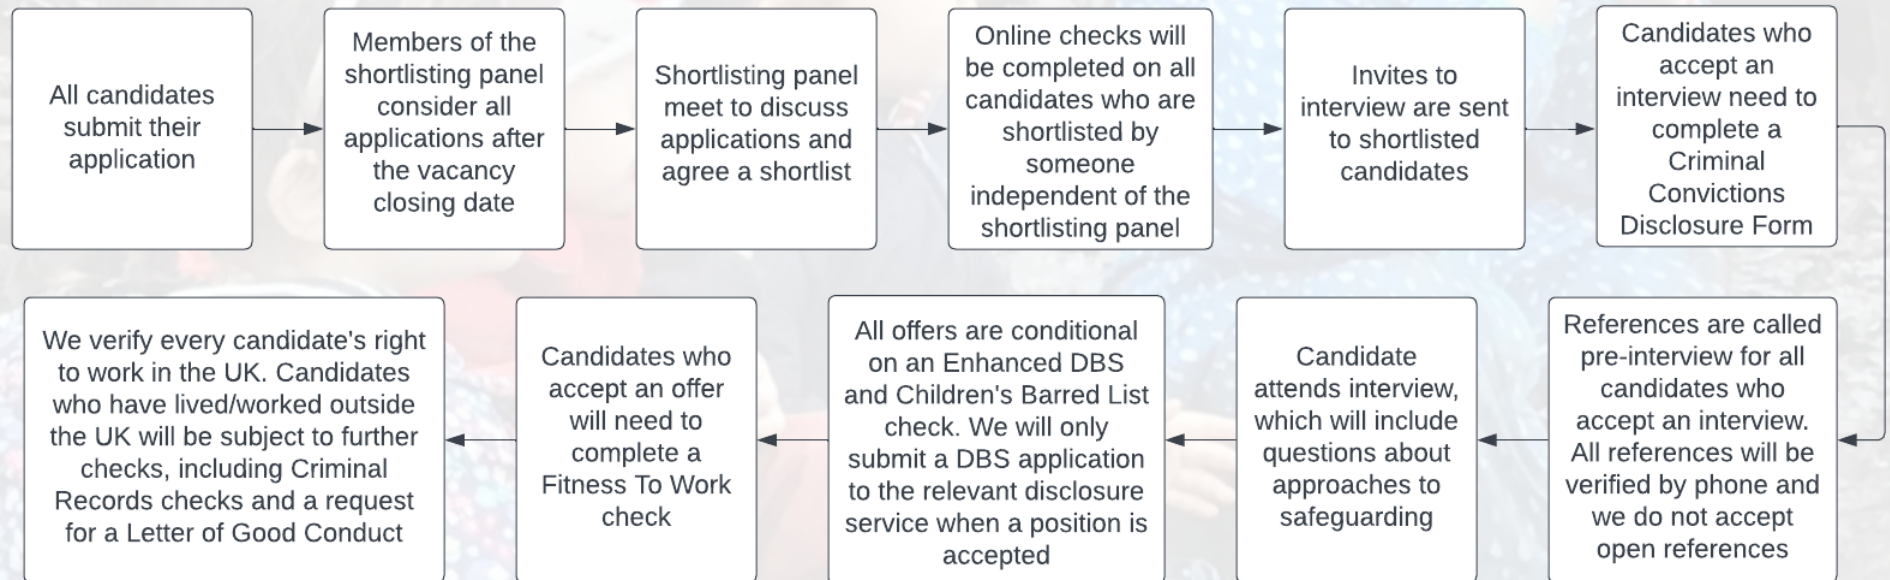 All candidates
submit their
application
Members of the
shortlisting panel
consider all
applications after
the vacancy
closing date
Shortlisting panel
meet to discuss
applications and
agree a shortlist
Online checks will
be completed on all
candidates who are
shortlisted by
someone
independent of the
shortlisting panel
Invites to
interview are sent
to shortlisted
candidates
Candidates who
accept an
interview need to
complete a
Criminal
Convictions
Disclosure Form
References are called
pre-interview for all
candidates who
accept an interview.
All references will be
verified by phone and
we do not accept
open references
Candidate
attends interview,
which will include
questions about
approaches to
safeguarding
All offers are conditional
on an Enhanced DBS
and Children's Barred List
check. We will only
submit a DBS application
to the relevant disclosure
service when a position is
accepted
Candidates who
accept an offer
will need to
complete a
Fitness To Work
check
We verify every candidate's right
to work in the UK. Candidates
who have lived/worked outside
the UK will be subject to further
checks, including Criminal
Records checks and a request
for a Letter of Good Conduct